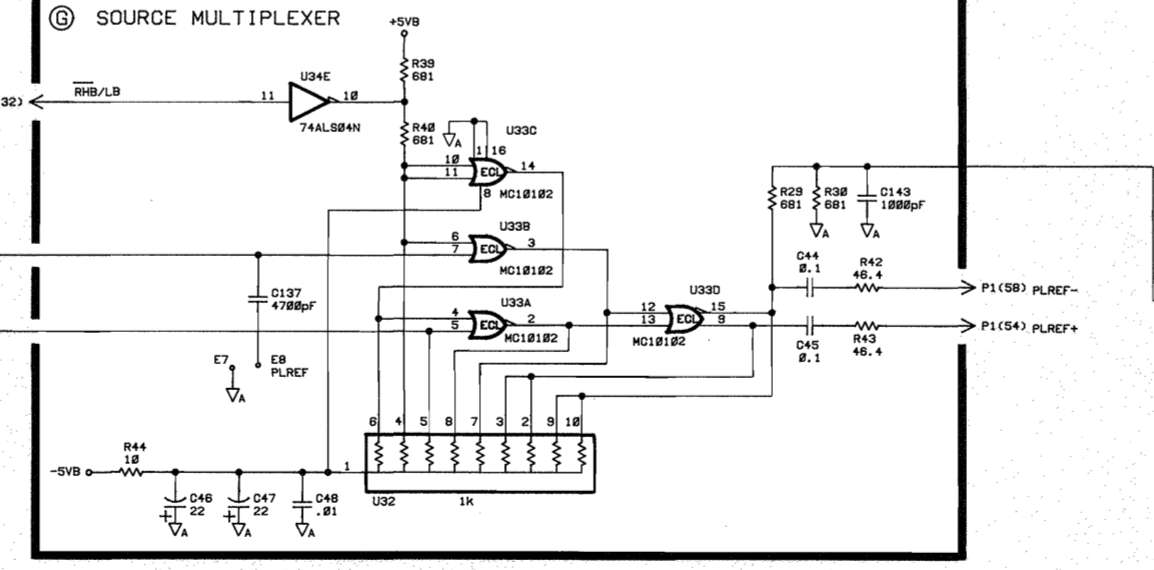 G SOURCE MULTIPLEXER
+5VB
R39
681
U34E
32) RHB/LB 11 10
74ALS04N
R40
681
U33C
A
1 16
10 ECL 14
11
8 MC10102
U33B
6 ECL 3
7
MC10102
C137
4700pF
U33A
4 ECL 2
5
MC10102
E7 E8
PLREF
A
U33D
12 ECL 15
13 9
MC10102
R29
681
R30
681
C143
1000pF
A A
C44
0.1
R42
46.4
P1(58) PLREF-
P1(54) PLREF+
C45
0.1
R43
46.4
6 4 5 8 7 3 2 9 10
R44
10
-5VB
1
U32 1k
C46
22
C47
22
C48
.01
+ +
A A A